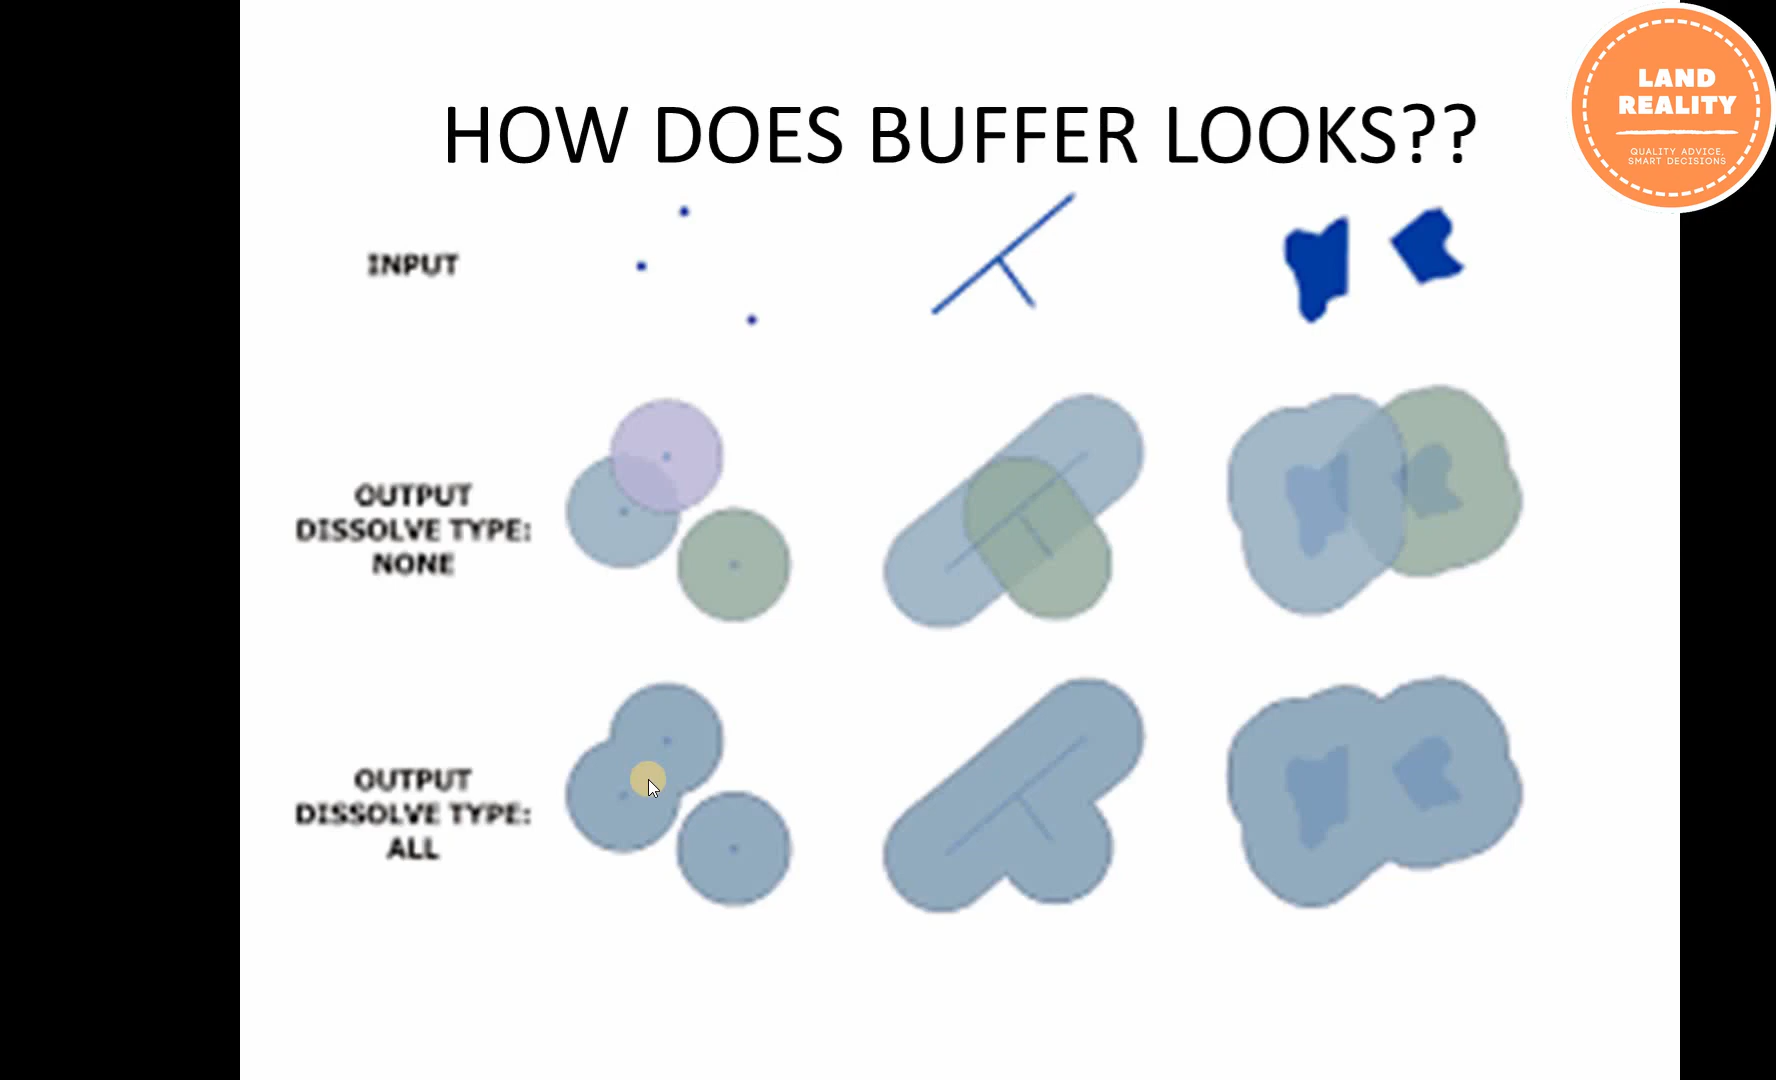 HOW DOES BUFFER LOOKS??
LAND
REALITY
QUALITY ADVICE,
SMART DECISIONS
INPUT
OUTPUT
DISSOLVE TYPE:
NONE
OUTPUT
DISSOLVE TYPE:
ALL